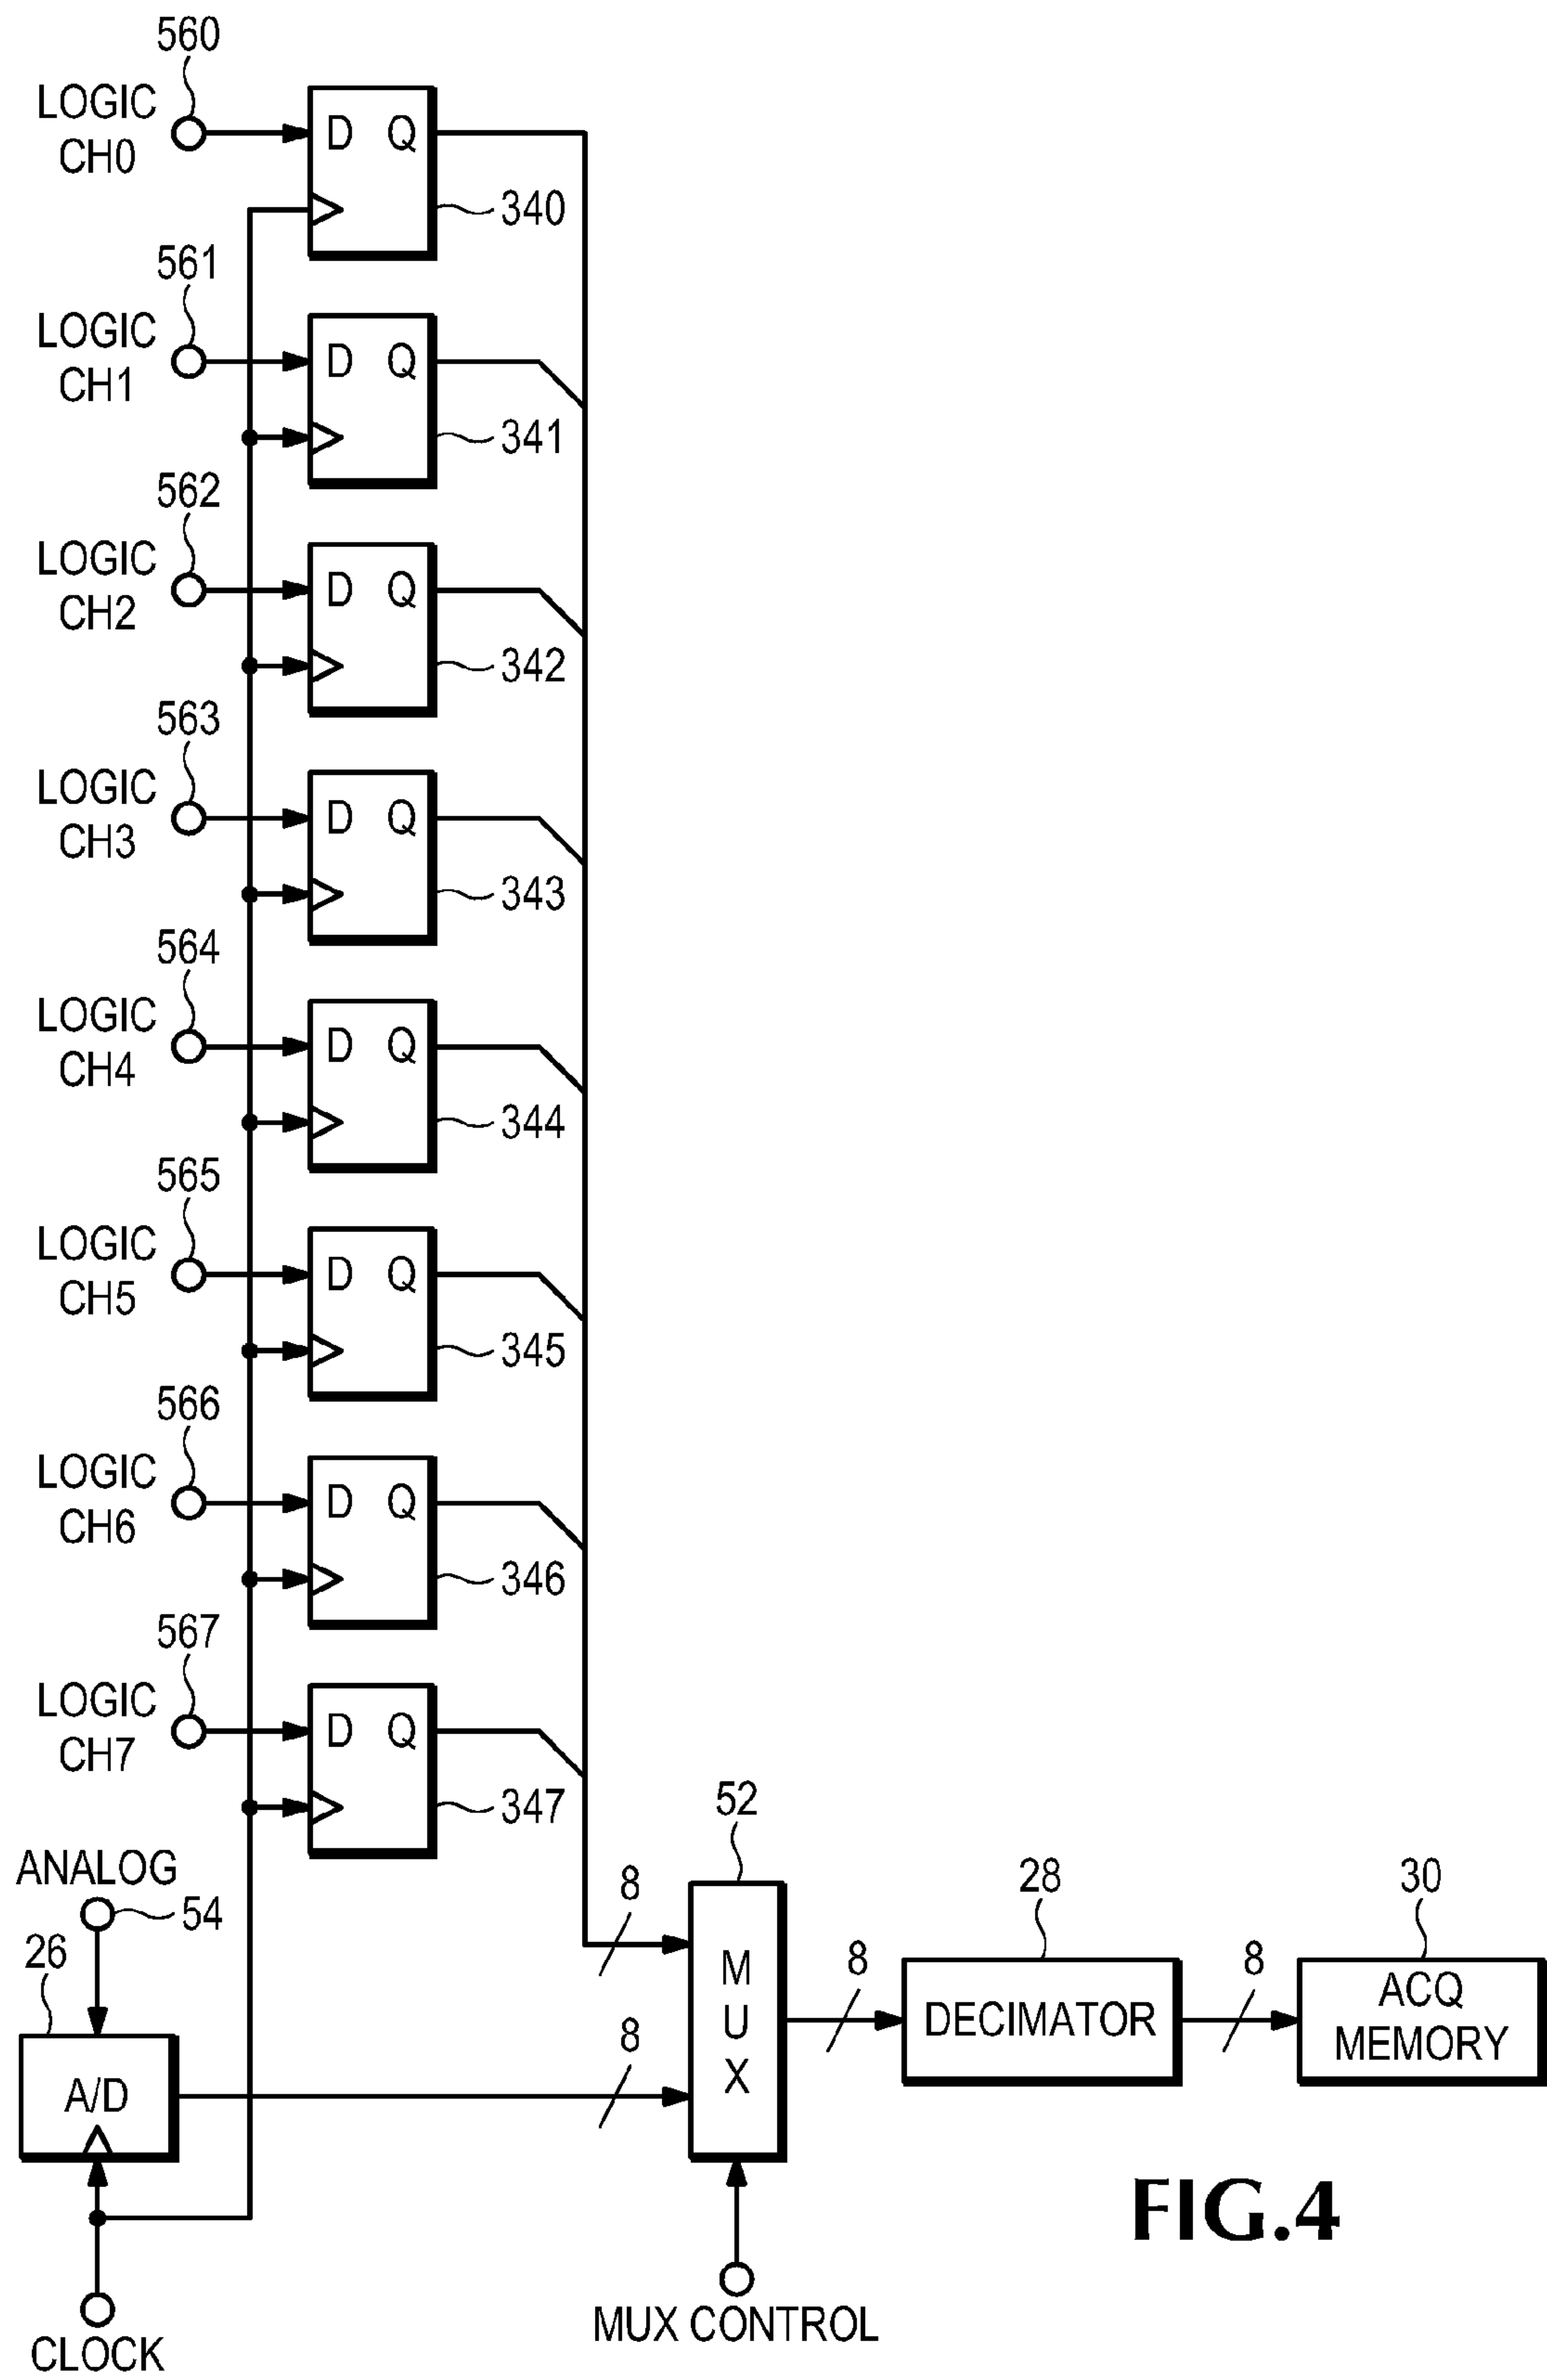 560
LOGIC
CH0
D Q
340
561
LOGIC
CH1
D Q
341
562
LOGIC
CH2
D Q
342
563
LOGIC
CH3
D Q
343
564
LOGIC
CH4
D Q
344
565
LOGIC
CH5
D Q
345
566
LOGIC
CH6
D Q
346
567
LOGIC
CH7
D Q
347
ANALOG
54
26
A/D
CLOCK
8
8
52
M
U
X
MUX CONTROL
8
28
DECIMATOR
8
30
ACQ
MEMORY
FIG.4